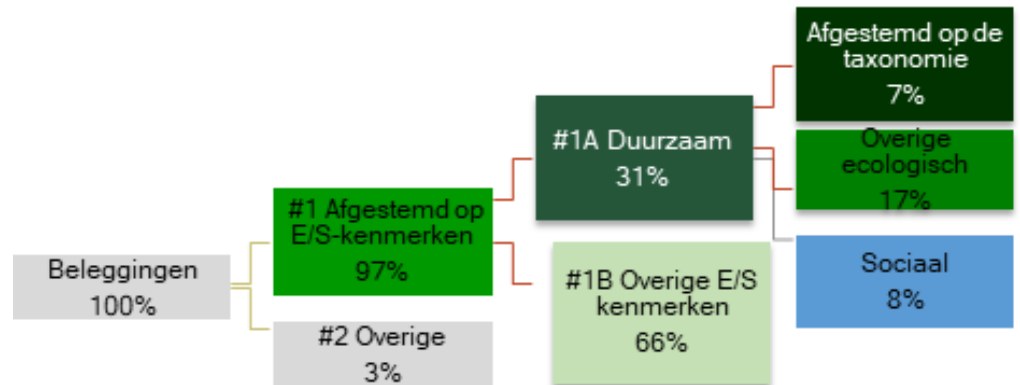 Beleggingen
100%
#1 Afgestemd op
E/S-kenmerken
97%
#2 Overige
3%
#1A Duurzaam
31%
#1B Overige E/S
kenmerken
66%
Afgestemd op de
taxonomie
7%
Overige
ecologisch
17%
Sociaal
8%